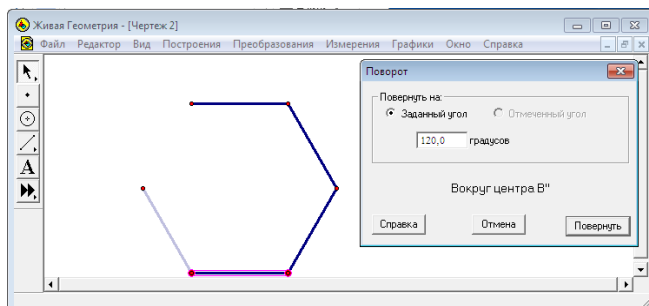 Живая Геометрия - [Чертеж 2]
Файл Редактор Вид Построения Преобразования Измерения Графики Окно Справка
A
Поворот
Повернуть на:
Заданный угол Отмеченный угол
120,0 градусов
Вокруг центра B"
Справка Отмена Повернуть